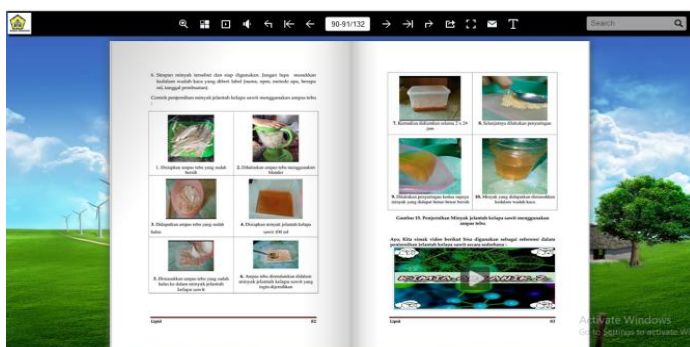 90-91/132
Search
6. Simpan minyak tersebut dan siap digunakan. Jangan lupa masukkan
kedalam wadah kaca yang diberi label (nama, npm, metode apa, berapa
ml, tanggal pembuatan).
Contoh penjernihan minyak jelantah kelapa sawit menggunakan ampas tebu
:
1. Disiapkan ampas tebu yang sudah
bersih
2. Dihaluskan ampas tebu menggunakan
blender
3. Didapatkan ampas tebu yang sudah
halus
4. Disiapkan minyak jelantah kelapa
sawit 100 ml
5. Dimasukkan ampas tebu yang sudah
halus ke dalam minyak jelantah
kelapa sawit
6. Ampas tebu direndamkan didalam
minyak jelantah kelapa sawit yang
ingin dijernihkan
Lipid
7. Kemudian didiamkan selama 2 x 24
jam
8. Selanjutnya dilakukan penyaringan
9. Dilakukan penyaringan kedua supaya
minyak yang didapat benar-benar bersih
10. Minyak yang didapatkan dimasukkan
kedalam wadah kaca.
Gambar 15. Penjernihan Minyak jelantah kelapa sawit menggunakan
ampas tebu
Ayo, Kita simak video berikut bisa digunakan sebagai referensi dalam
penjernihan jelantah kelapa sawit secara sederhana :
Lipid
Activate Windows
Go to Settings to activate W